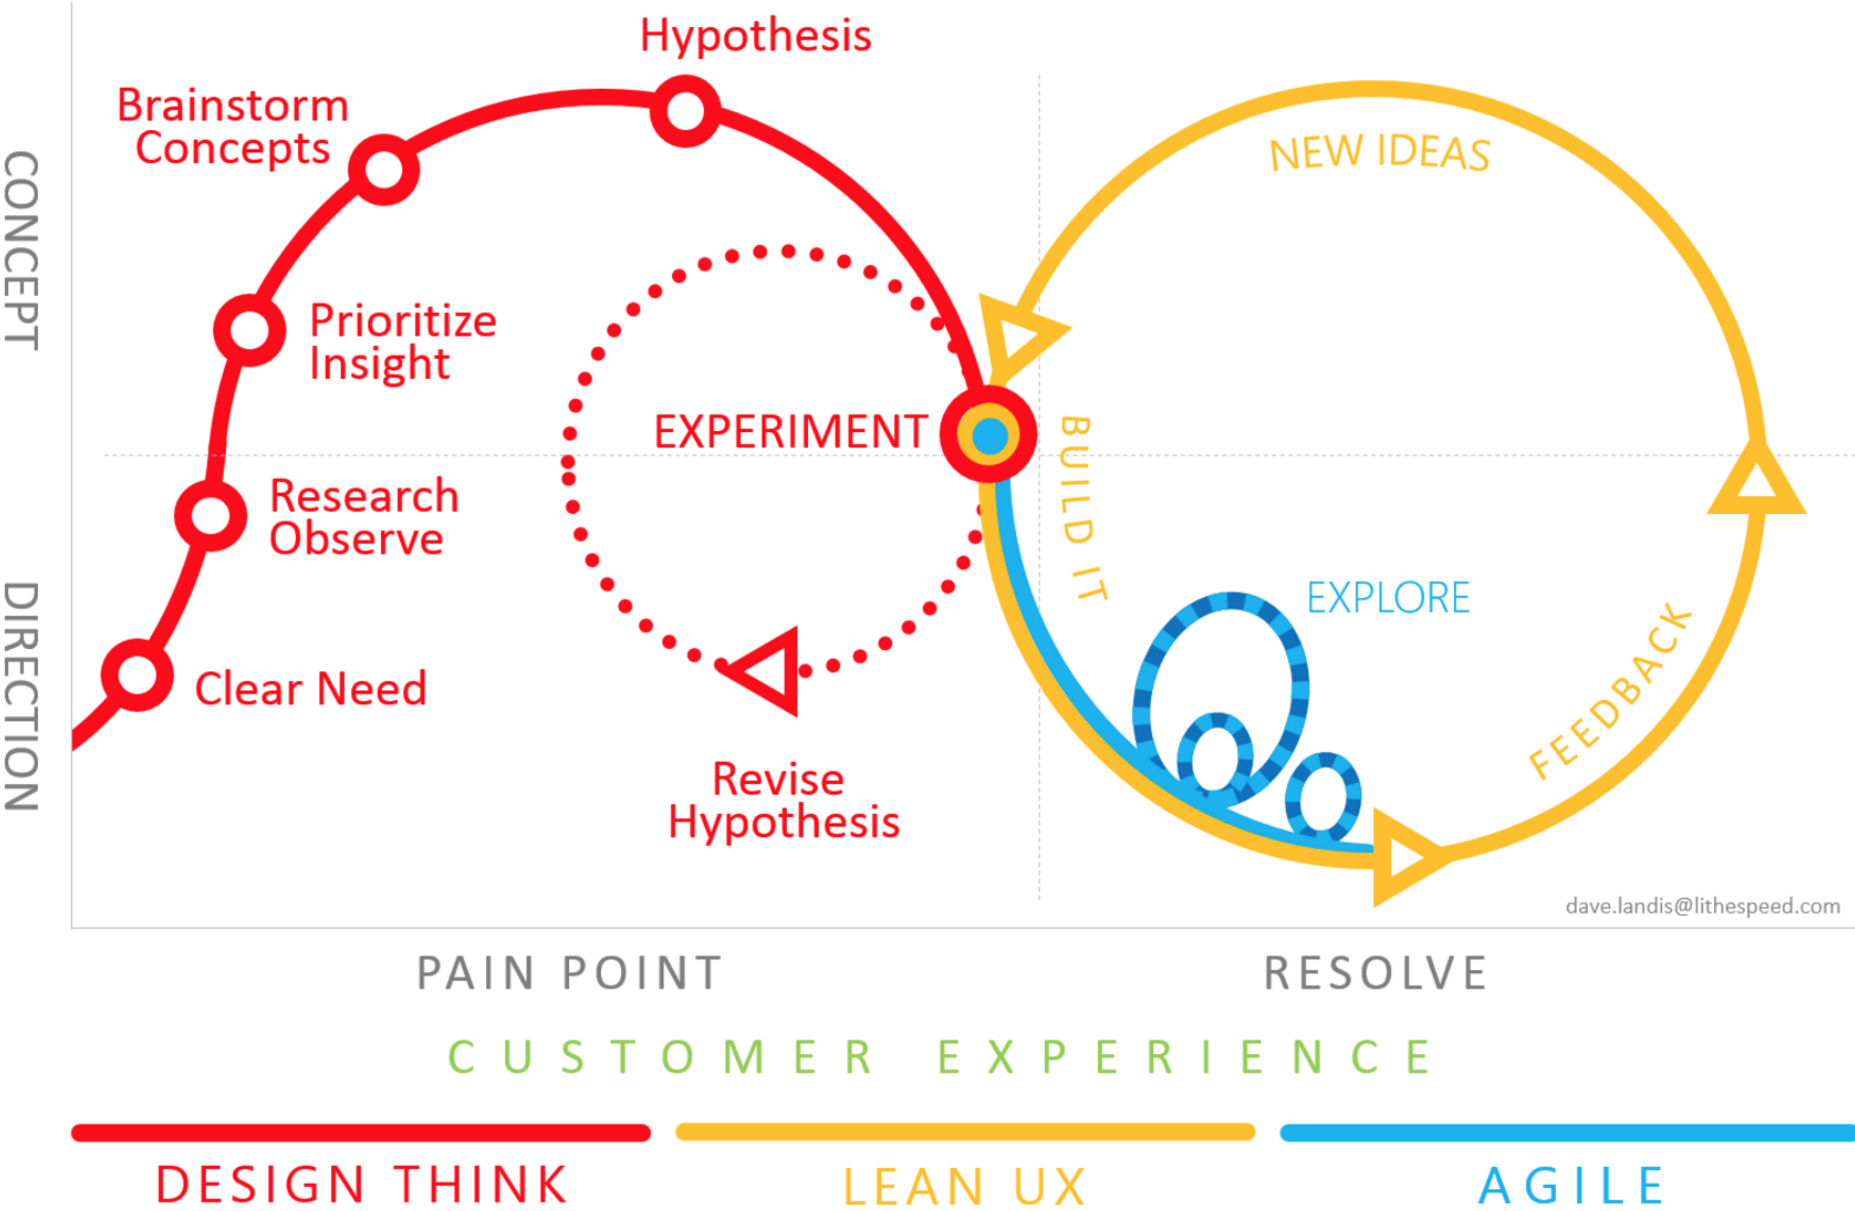 Hypothesis
Brainstorm
Concepts
NEW IDEAS
CONCEPT
Prioritize
Insight
EXPERIMENT
BUILD IT
Research
Observe
EXPLORE
DIRECTION
FEEDBACK
Clear Need
Revise
Hypothesis
dave.landis@lithespeed.com
PAIN POINT
RESOLVE
CUSTOMER EXPERIENCE
DESIGN THINK
LEAN UX
AGILE